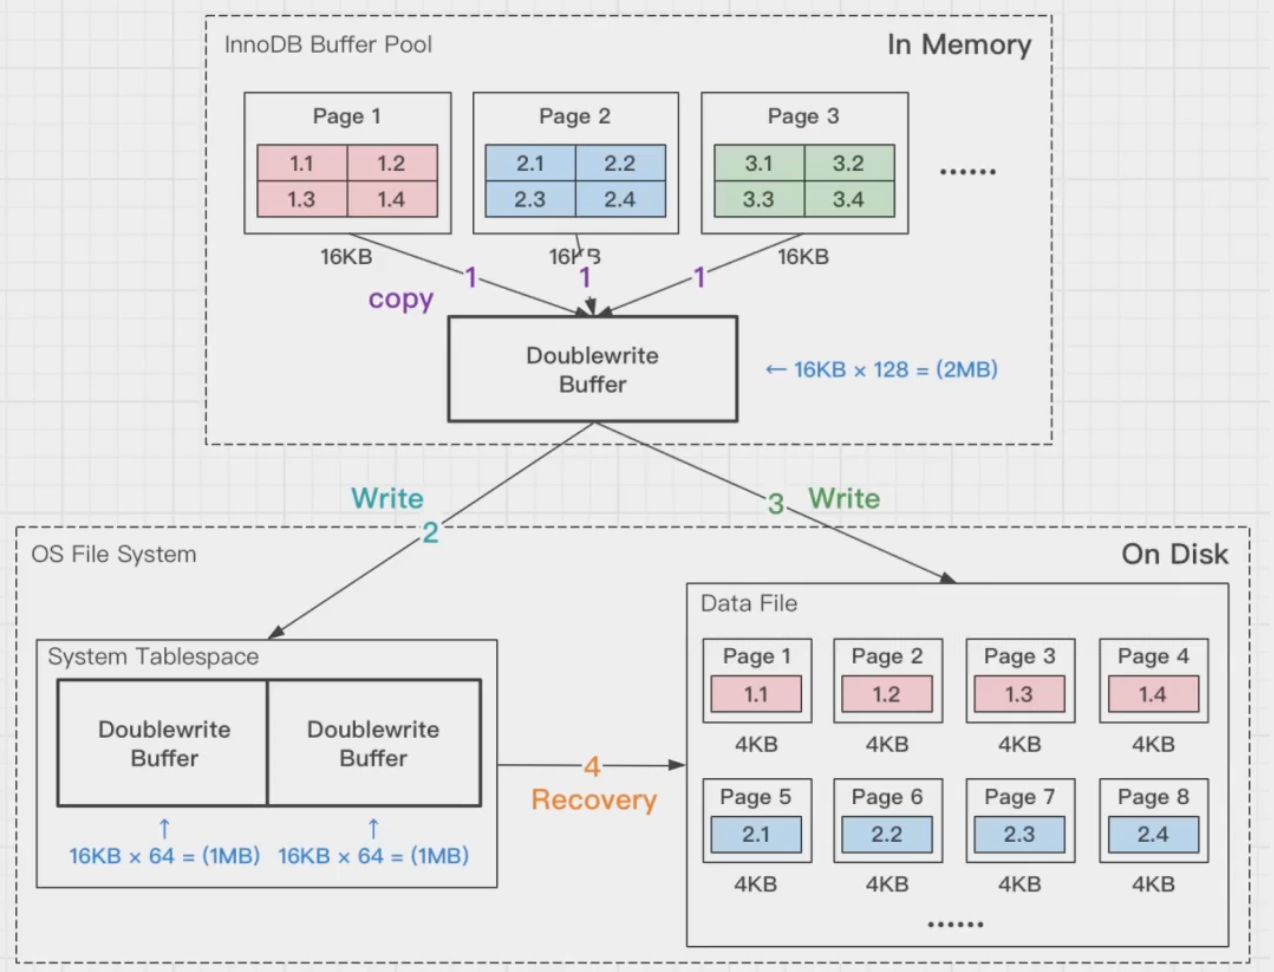 InnoDB Buffer Pool
In Memory
Page 1
Page 2
Page 3
1.1 1.2
2.1 2.2
3.1 3.2
......
1.3 1.4
2.3 2.4
3.3 3.4
16KB
16KB
16KB
1
1
1
copy
Doublewrite
Buffer
← 16KB × 128 = (2MB)
Write
3 Write
2
OS File System
On Disk
System Tablespace
Doublewrite
Buffer
Doublewrite
Buffer
↑
↑
16KB × 64 = (1MB)
16KB × 64 = (1MB)
4
Recovery
Data File
Page 1
Page 2
Page 3
Page 4
1.1
1.2
1.3
1.4
4KB
4KB
4KB
4KB
Page 5
Page 6
Page 7
Page 8
2.1
2.2
2.3
2.4
4KB
4KB
4KB
4KB
......